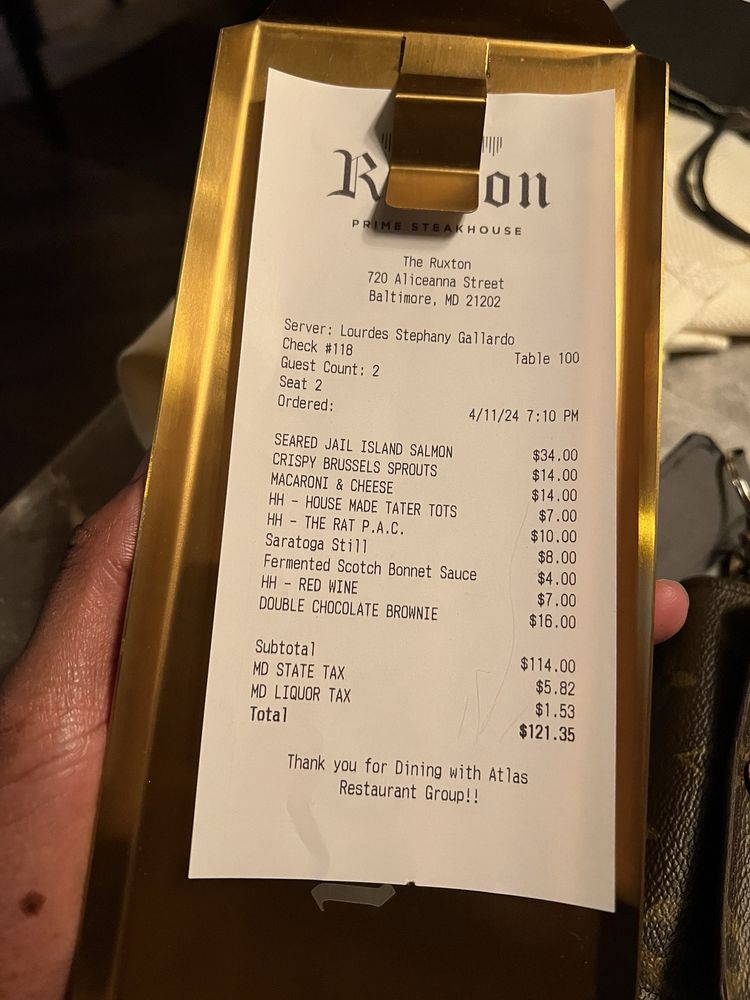 R on
PRIME STEAKHOUSE
The Ruxton
720 Aliceanna Street
Baltimore, MD 21202
Server: Lourdes Stephany Gallardo
Check #118 Table 100
Guest Count: 2
Seat 2
Ordered: 4/11/24 7:10 PM
SEARED JAIL ISLAND SALMON $34.00
CRISPY BRUSSELS SPROUTS $14.00
MACARONI & CHEESE $14.00
HH - HOUSE MADE TATER TOTS $7.00
HH - THE RAT P.A.C. $10.00
Saratoga Still $8.00
Fermented Scotch Bonnet Sauce $4.00
HH - RED WINE $7.00
DOUBLE CHOCOLATE BROWNIE $16.00
Subtotal $114.00
MD STATE TAX $5.82
MD LIQUOR TAX $1.53
Total $121.35
Thank you for Dining with Atlas
Restaurant Group!!